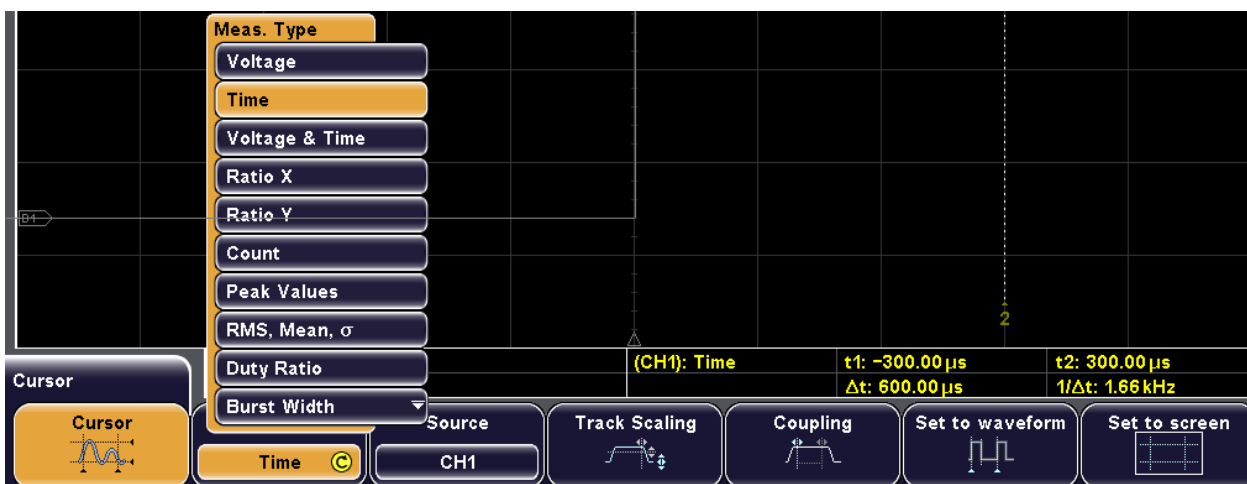 Meas. Type
Voltage
Time
Voltage & Time
Ratio X
Ratio Y
Count
Peak Values
RMS, Mean, σ
Duty Ratio
Burst Width
D1
2
(CH1): Time
t1: −300.00 µs
t2: 300.00 µs
Δt: 600.00 µs
1/Δt: 1.66 kHz
Cursor
Cursor
Time C
Source
CH1
Track Scaling
Coupling
Set to waveform
Set to screen